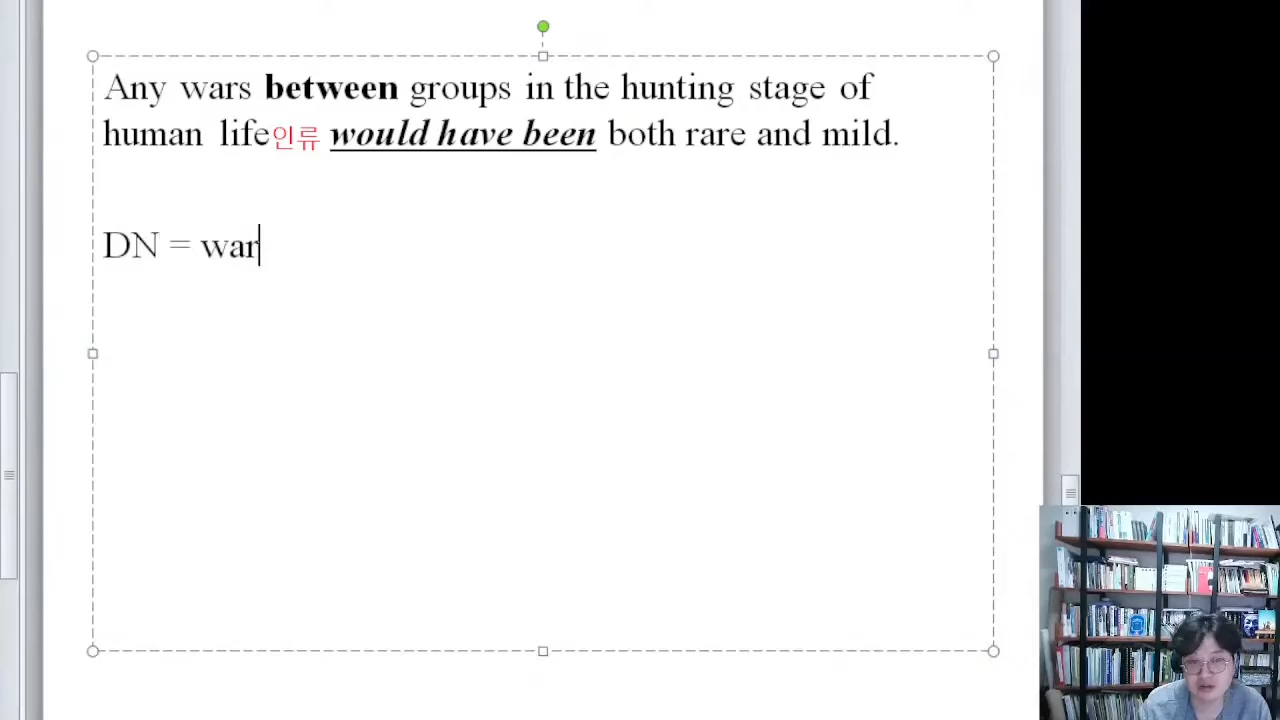 Any wars between groups in the hunting stage of
human life인류 would have been both rare and mild.
DN = war